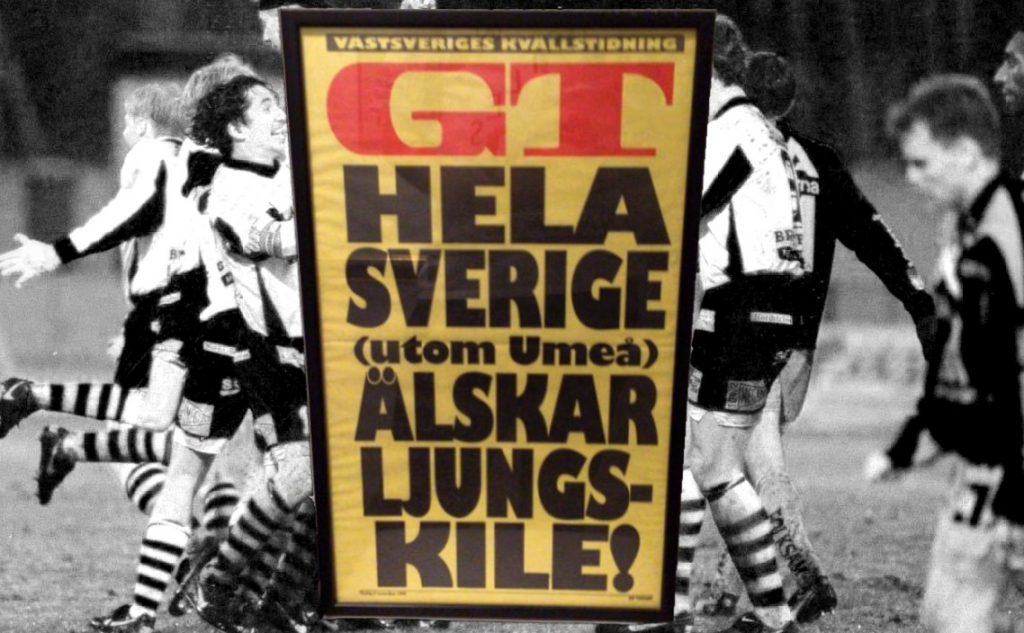 VÄSTSVERIGES KVÄLLSTIDNING
GT
HELA
SVERIGE
(utom Umeå)
ÄLSKAR
LJUNGS-
KILE!